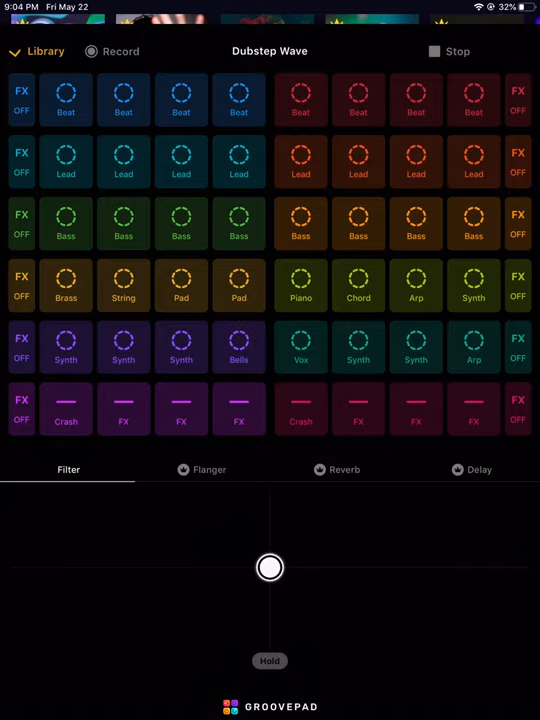 9:04 PM Fri May 22 32%
Library Record Dubstep Wave Stop
FX Beat Beat Beat Beat Beat Beat Beat Beat FX
OFF OFF
FX Lead Lead Lead Lead Lead Lead Lead Lead FX
OFF OFF
FX Bass Bass Bass Bass Bass Bass Bass Bass FX
OFF OFF
FX Brass String Pad Pad Piano Chord Arp Synth FX
OFF OFF
FX Synth Synth Synth Bells Vox Synth Synth Arp FX
OFF OFF
FX Crash FX FX FX Crash FX FX FX FX
OFF OFF
Filter Flanger Reverb Delay
Hold
GROOVEPAD